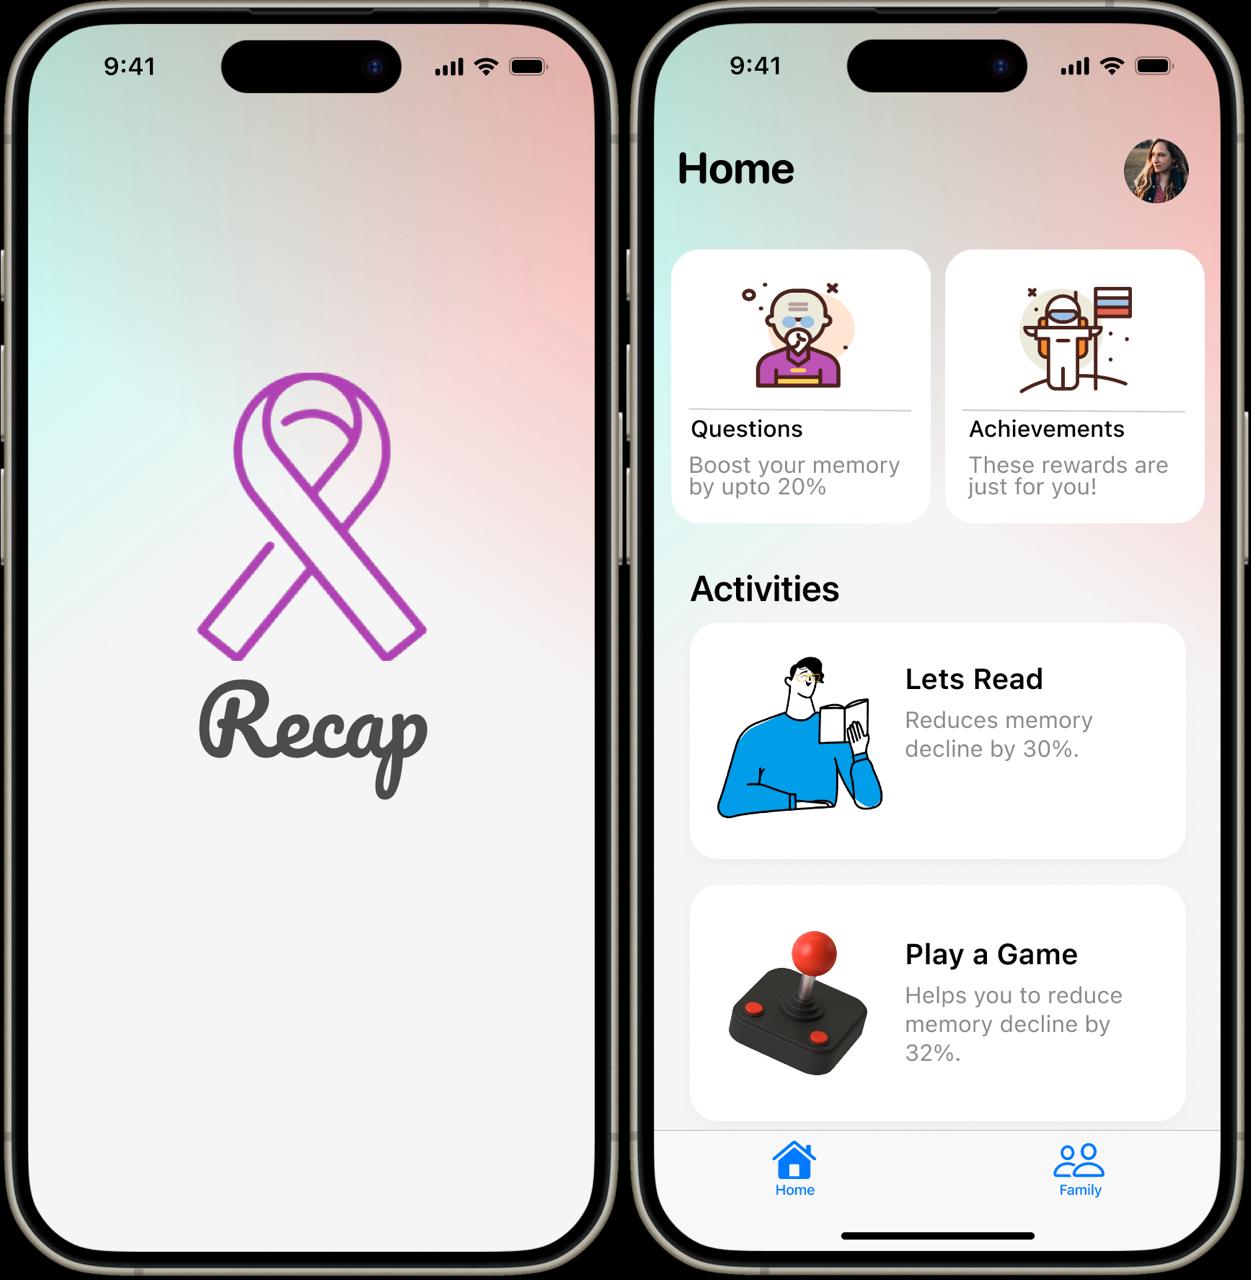 9:41
Recap
9:41
Home
Questions
Boost your memory
by upto 20%
Achievements
These rewards are
just for you!
Activities
Lets Read
Reduces memory
decline by 30%.
Play a Game
Helps you to reduce
memory decline by
32%.
Home
Family